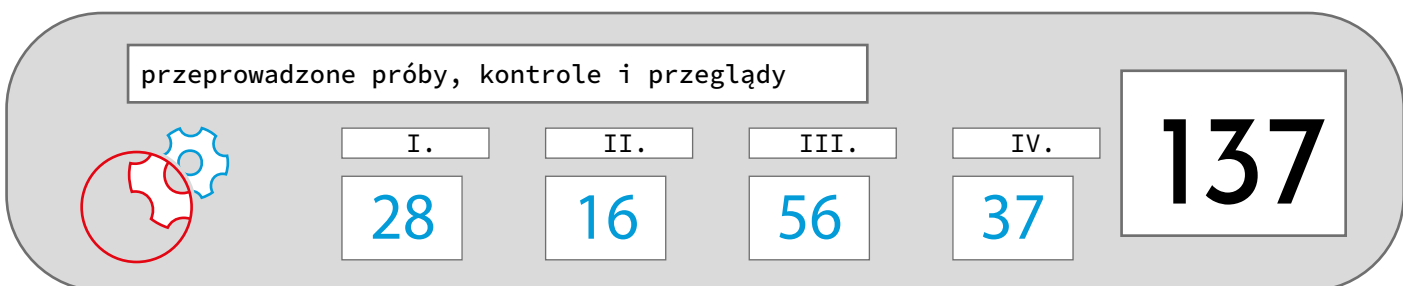 przeprowadzone próby, kontrole i przeglądy
I. II. III. IV.
28 16 56 37
137